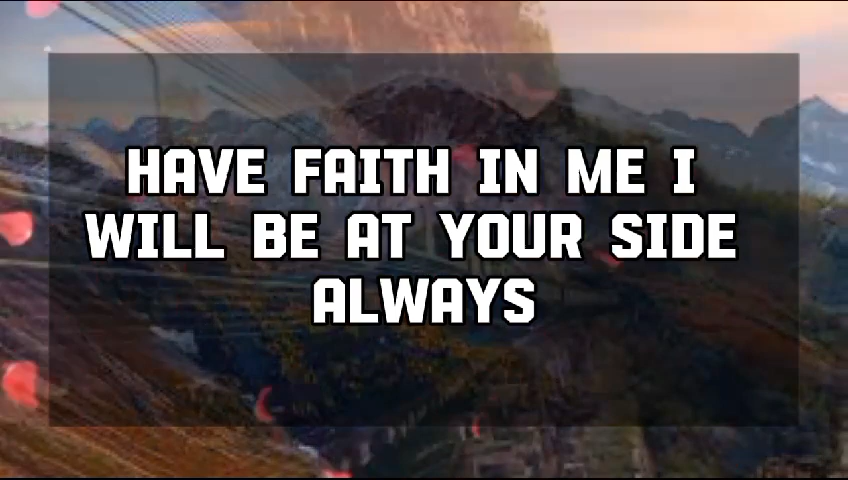 HAVE FAITH IN ME I
WILL BE AT YOUR SIDE
ALWAYS